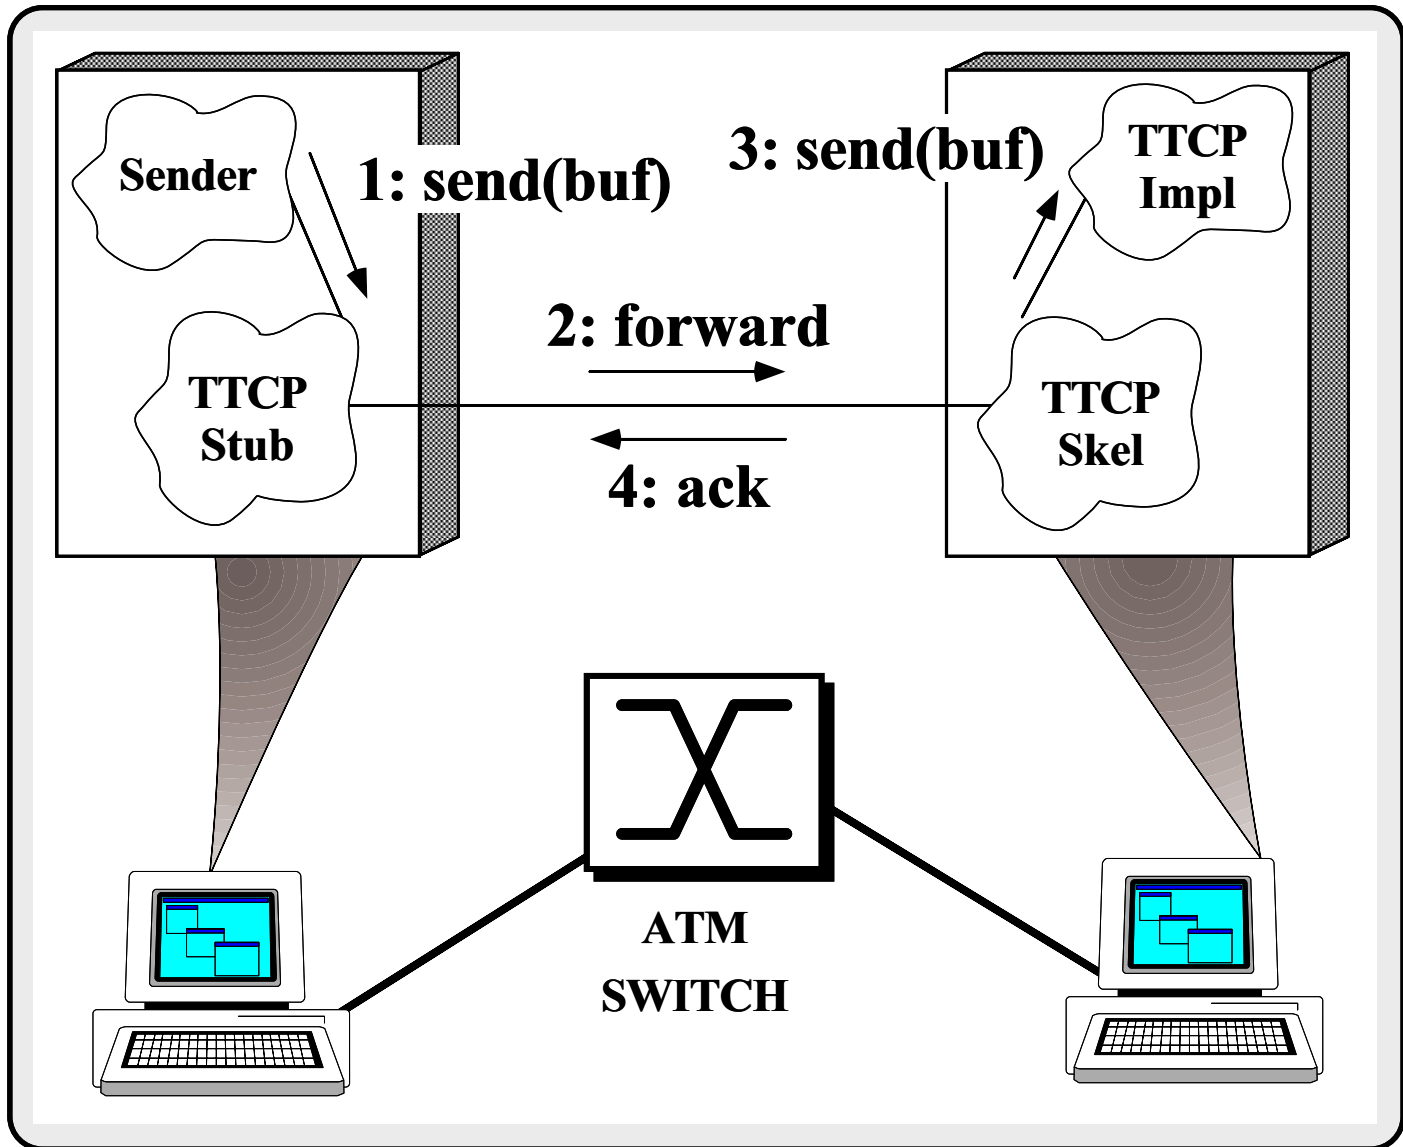 Sender
1: send(buf)
3: send(buf)
TTCP
Impl
2: forward
TTCP
Stub
TTCP
Skel
4: ack
ATM
SWITCH